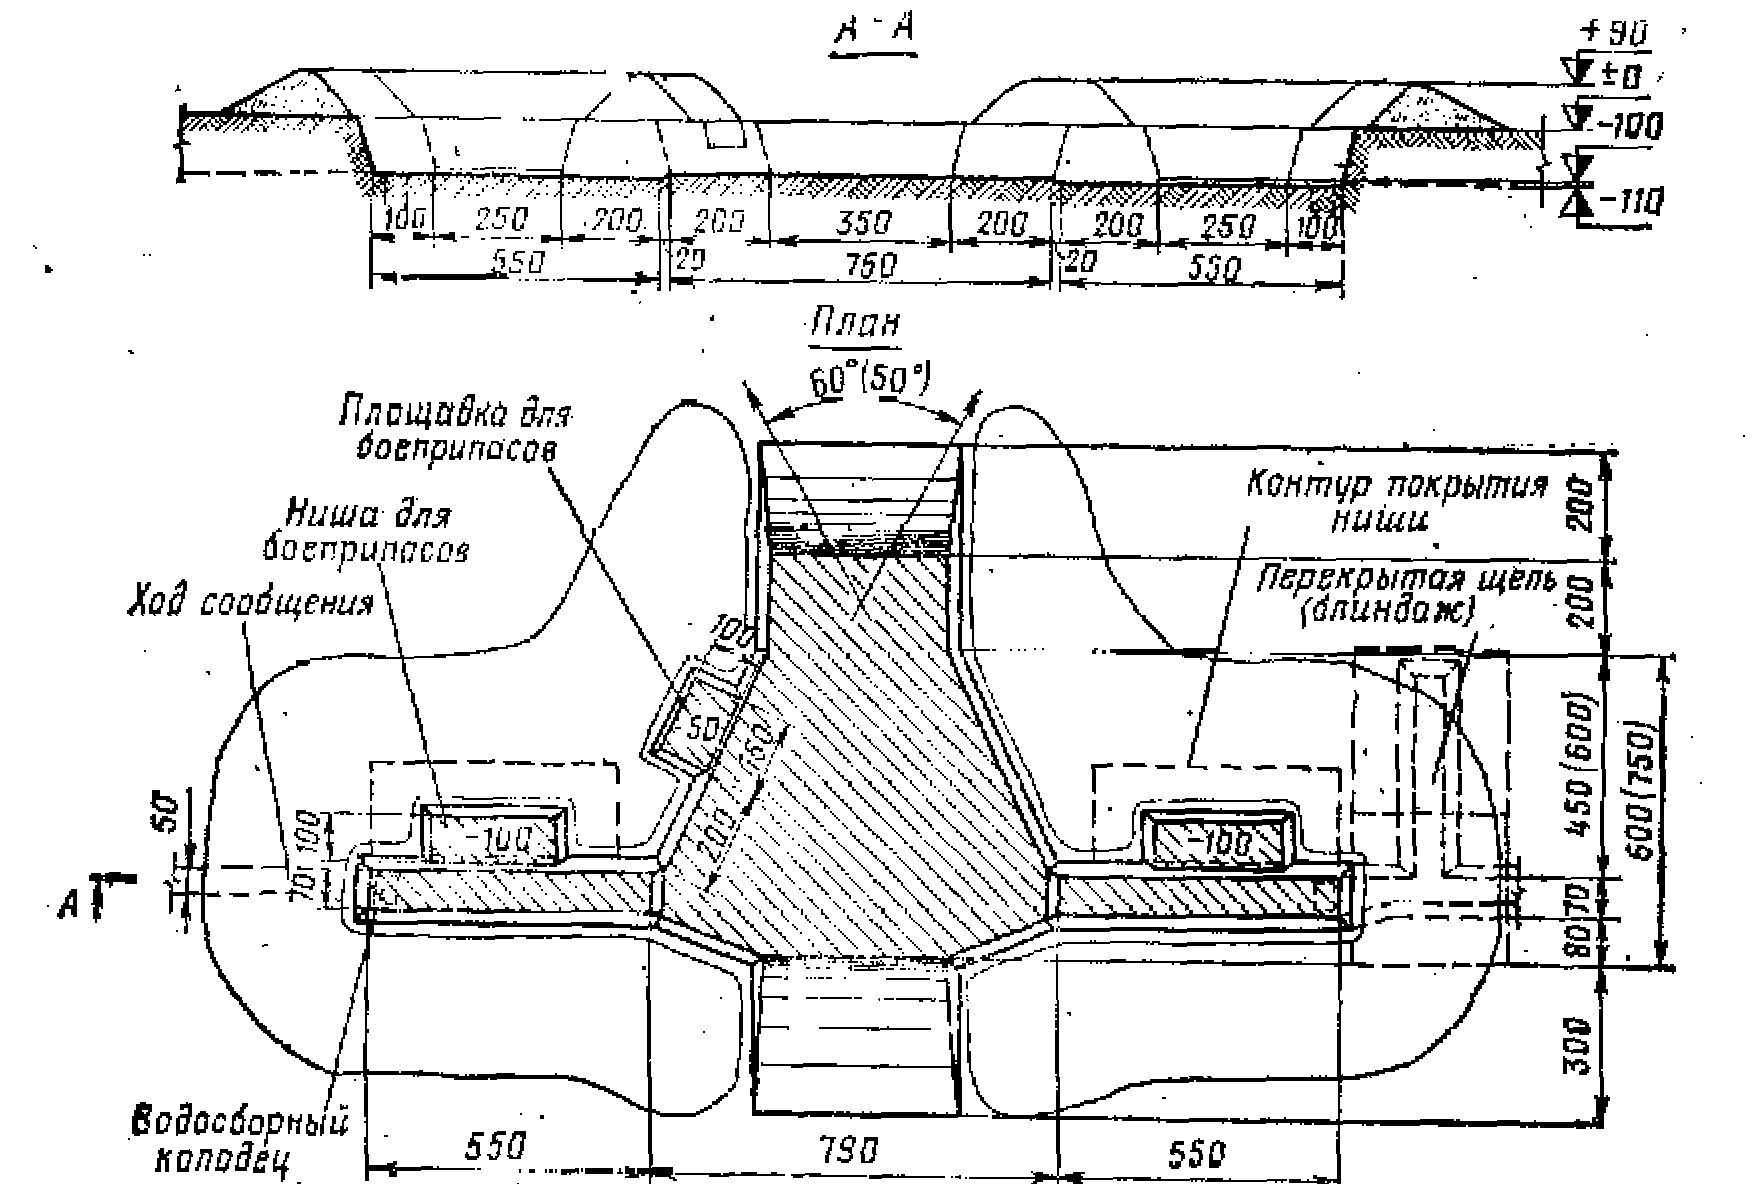 А - А
+90
±0
-100
-110
100 250 200 200 350 200 200 250 100
550 20 750 20 550
План
60°(50°)
Площадка для
боеприпасов
Ниша для
боеприпасов
Ход сообщения
Контур покрытия
ниши
Перекрытая щель
(блиндаж)
200
200
450(600)
600(750)
70
80
300
100
50
150
200
50
100
70
-100
-100
А
Водосборный
колодец
550 790 550